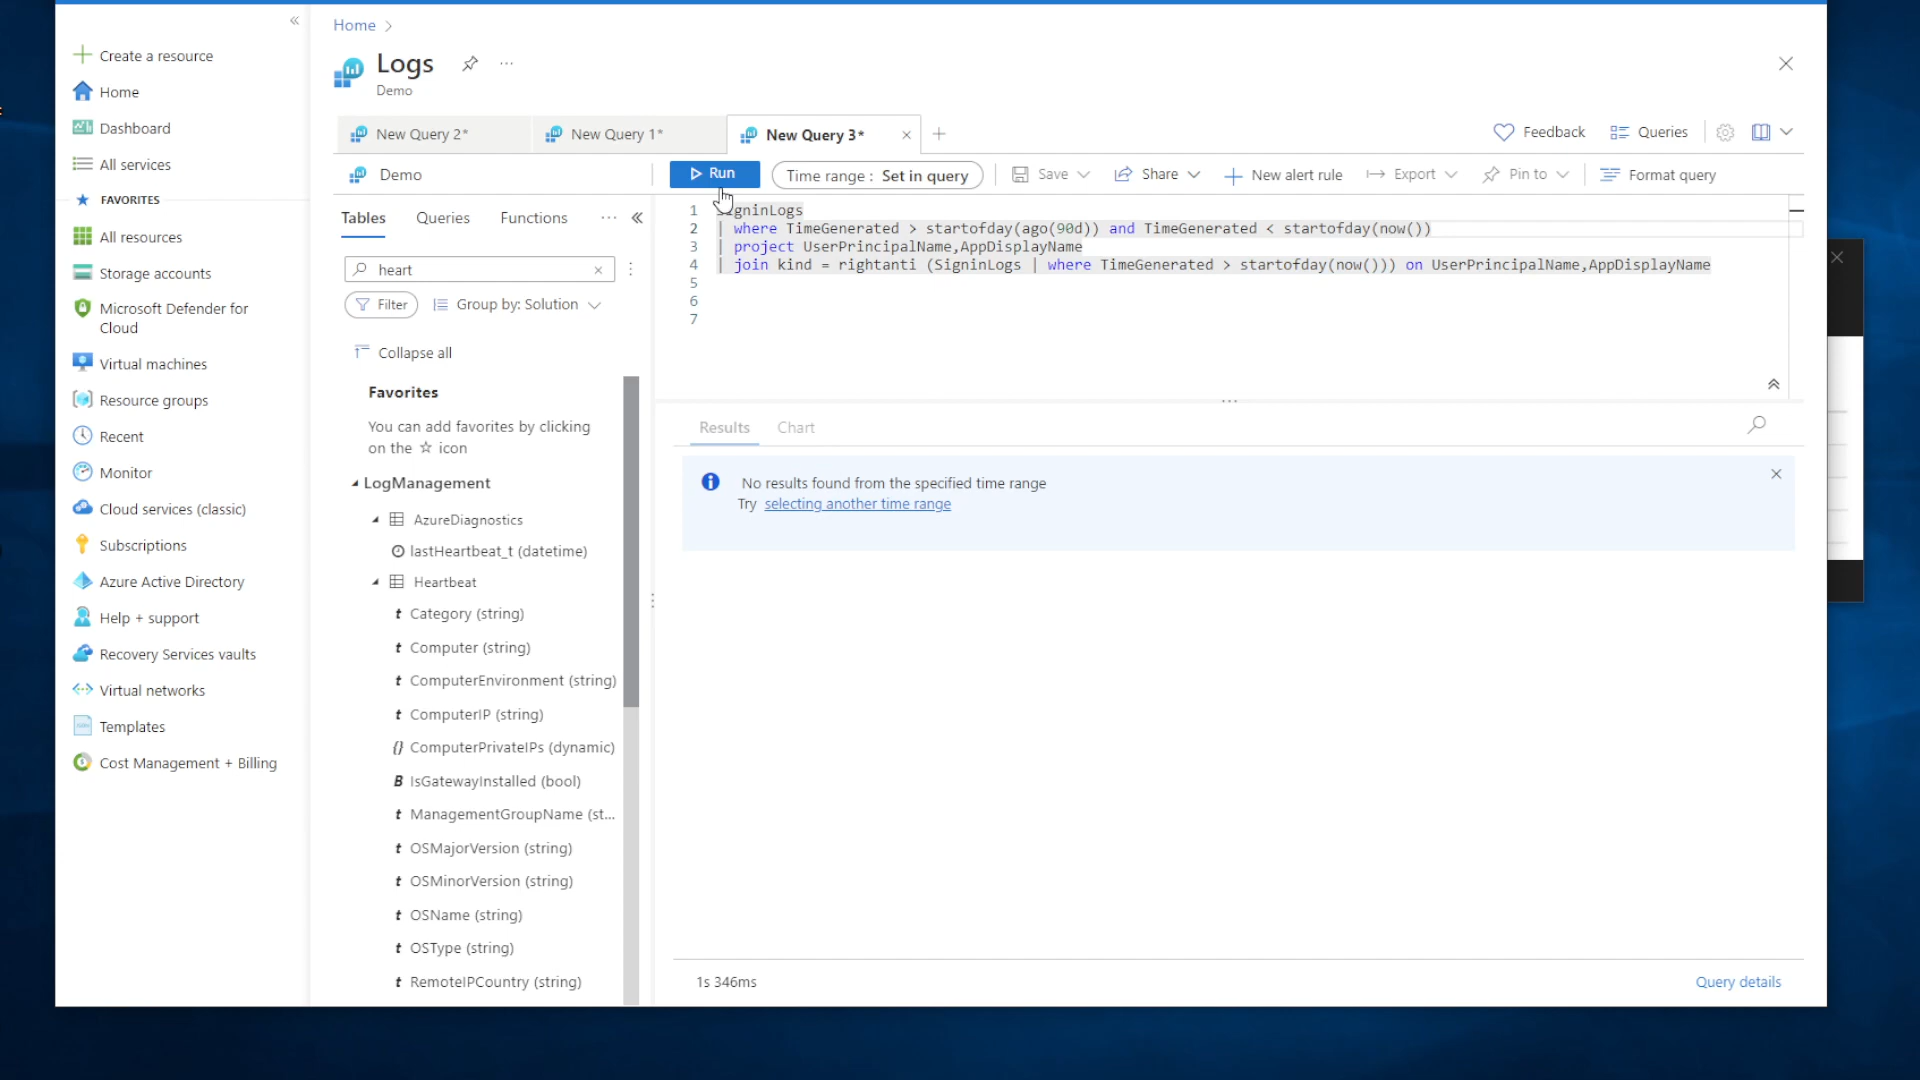 Home
Logs
Demo
Create a resource
Home
Dashboard
All services
FAVORITES
All resources
Storage accounts
Microsoft Defender for
Cloud
Virtual machines
Resource groups
Recent
Monitor
Cloud services (classic)
Subscriptions
Azure Active Directory
Help + support
Recovery Services vaults
Virtual networks
Templates
Cost Management + Billing
New Query 2*
New Query 1*
New Query 3*
Feedback
Queries
Demo
Run
Time range : Set in query
Save
Share
New alert rule
Export
Pin to
Format query
Tables
Queries
Functions
heart
Filter
Group by: Solution
Collapse all
Favorites
You can add favorites by clicking
on the ☆ icon
LogManagement
AzureDiagnostics
lastHeartbeat_t (datetime)
Heartbeat
t Category (string)
t Computer (string)
t ComputerEnvironment (string)
t ComputerIP (string)
{} ComputerPrivateIPs (dynamic)
B IsGatewayInstalled (bool)
t ManagementGroupName (st...
t OSMajorVersion (string)
t OSMinorVersion (string)
t OSName (string)
t OSType (string)
t RemoteIPCountry (string)
1 SigninLogs
2 | where TimeGenerated > startofday(ago(90d)) and TimeGenerated < startofday(now())
3 | project UserPrincipalName,AppDisplayName
4 | join kind = rightanti (SigninLogs | where TimeGenerated > startofday(now())) on UserPrincipalName,AppDisplayName
5
6
7
Results
Chart
No results found from the specified time range
Try selecting another time range
1s 346ms
Query details